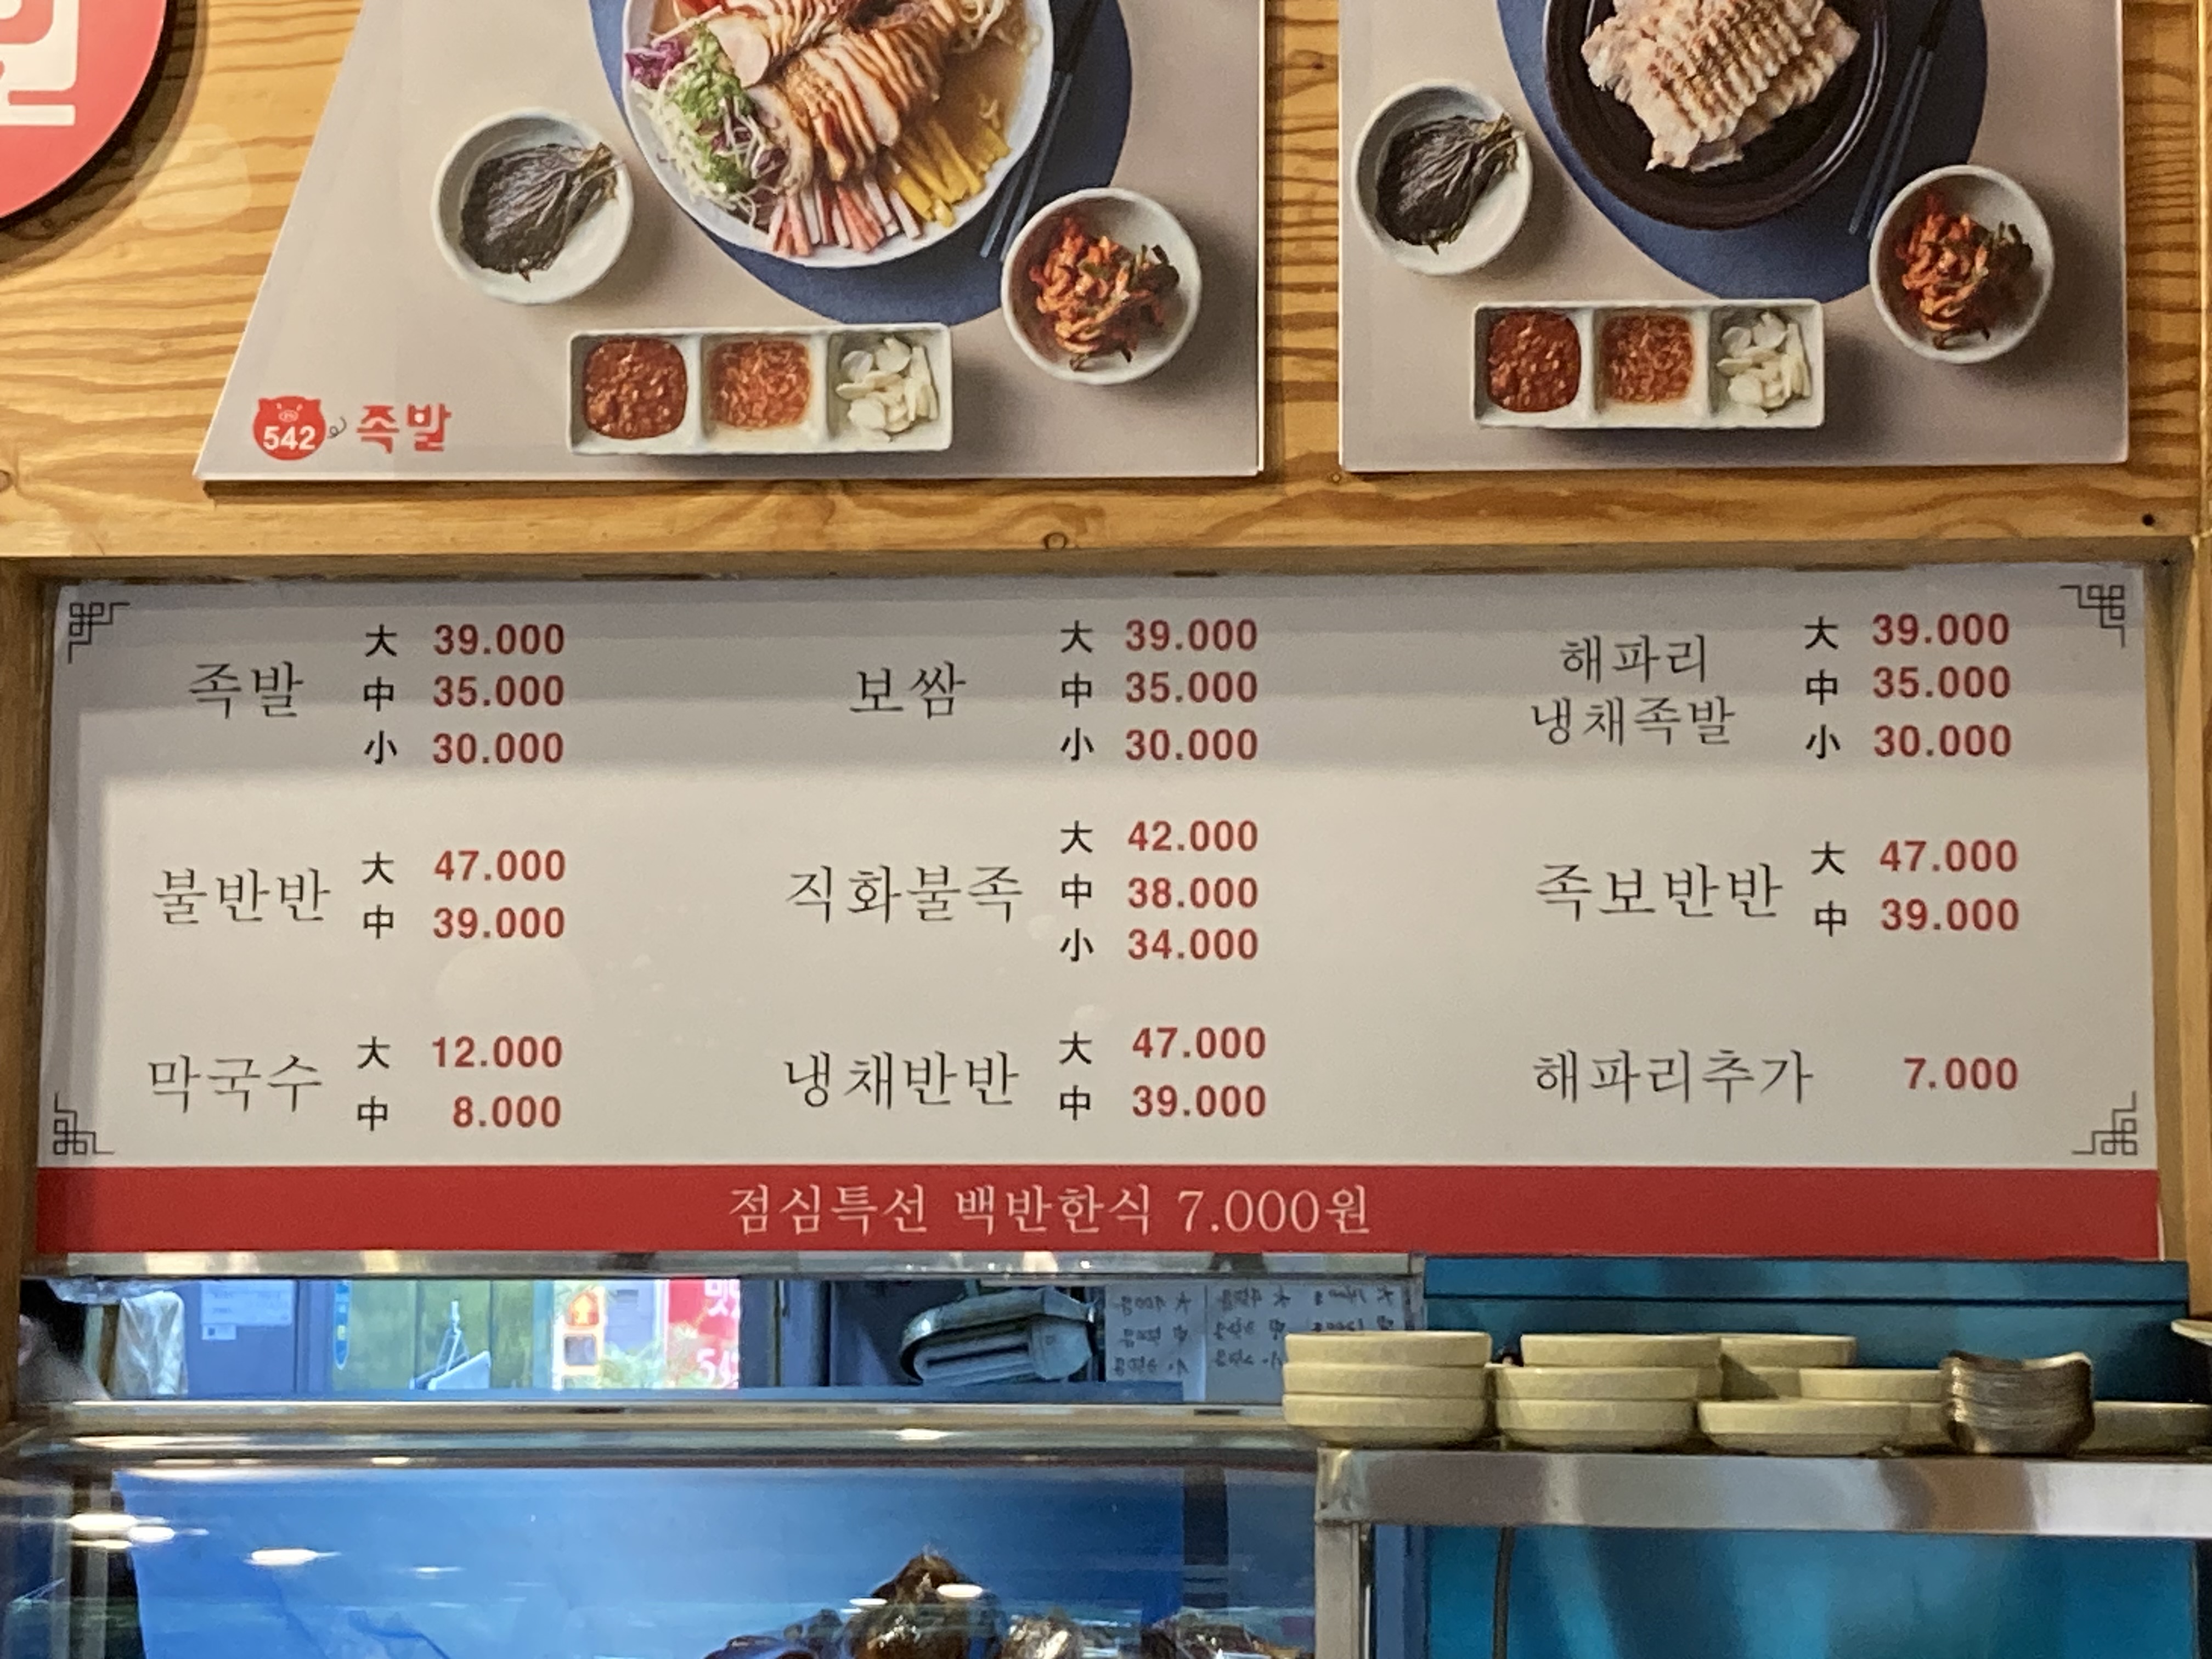 542 족발
족발
大 39.000
中 35.000
小 30.000
보쌈
大 39.000
中 35.000
小 30.000
해파리
냉채족발
大 39.000
中 35.000
小 30.000
불반반
大 47.000
中 39.000
직화불족
大 42.000
中 38.000
小 34.000
족보반반
大 47.000
中 39.000
막국수
大 12.000
中 8.000
냉채반반
大 47.000
中 39.000
해파리추가 7.000
점심특선 백반한식 7.000원